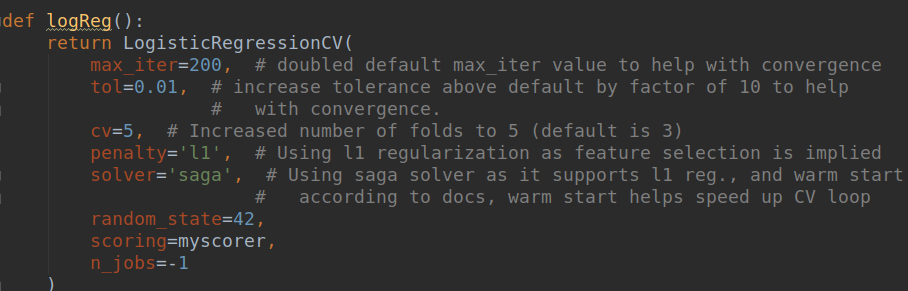 def logReg():
    return LogisticRegressionCV(
        max_iter=200,  # doubled default max_iter value to help with convergence
        tol=0.01,  # increase tolerance above default by factor of 10 to help
                   #   with convergence.
        cv=5,  # Increased number of folds to 5 (default is 3)
        penalty='l1',  # Using l1 regularization as feature selection is implied
        solver='saga',  # Using saga solver as it supports l1 reg., and warm start
                       #   according to docs, warm start helps speed up CV loop
        random_state=42,
        scoring=myscorer,
        n_jobs=-1
    )